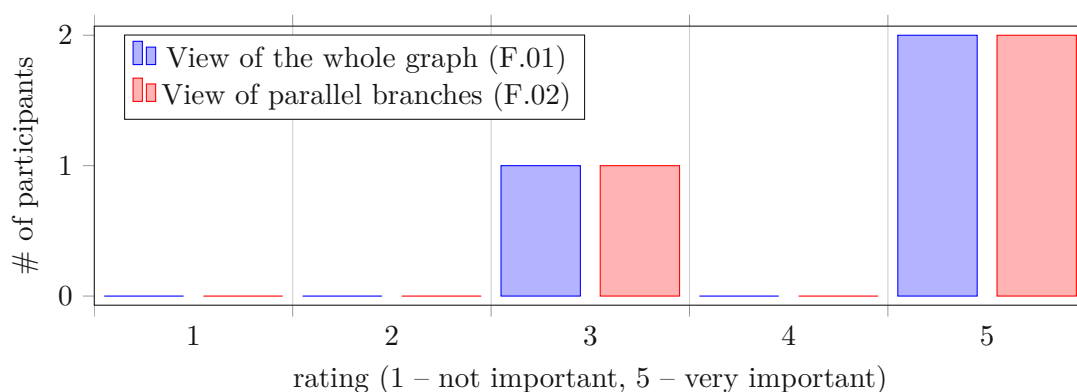 2
1
0
# of participants
View of the whole graph (F.01)
View of parallel branches (F.02)
1 2 3 4 5
rating (1 – not important, 5 – very important)